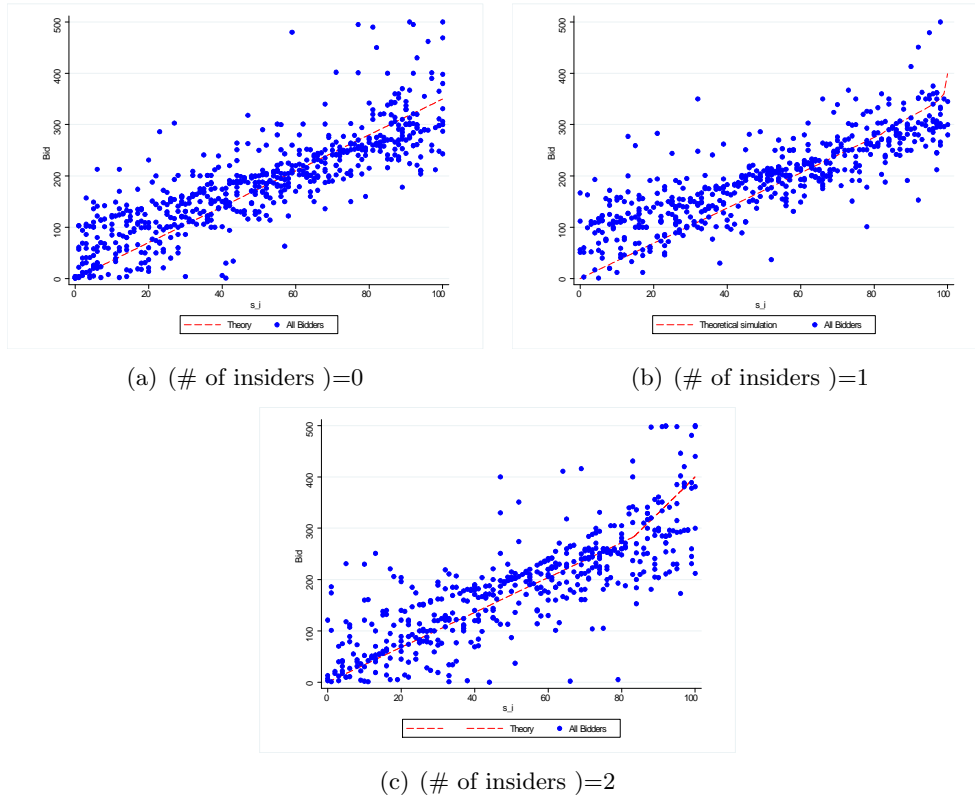 500
400
300
200
100
0
Bid
0 20 40 60 80 100
s_i
Theory All Bidders
(a) (# of insiders )=0
500
400
300
200
100
0
Bid
0 20 40 60 80 100
s_i
Theoretical simulation All Bidders
(b) (# of insiders )=1
500
400
300
200
100
0
Bid
0 20 40 60 80 100
s_i
Theory All Bidders
(c) (# of insiders )=2